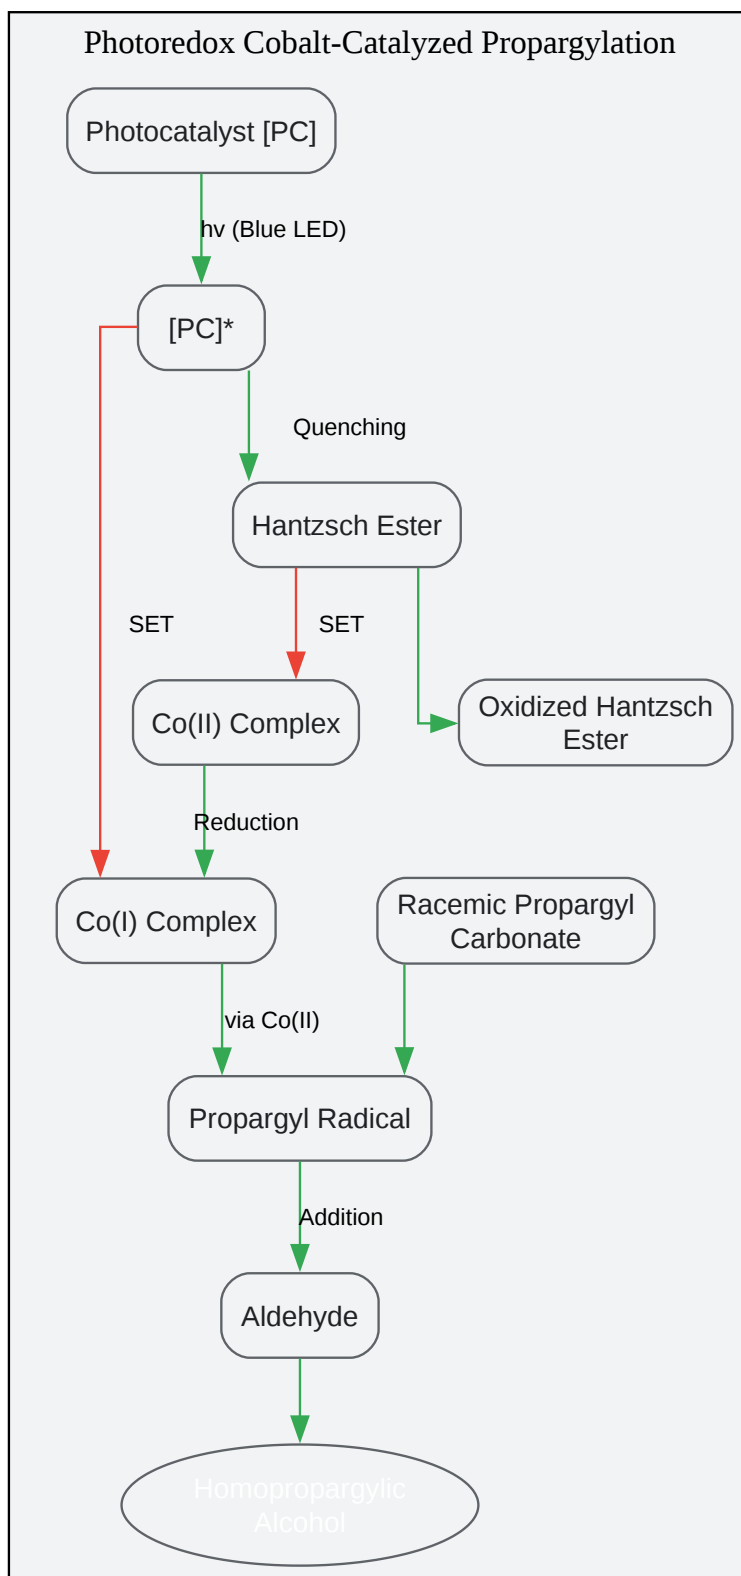 Photoredox Cobalt-Catalyzed Propargylation
Photocatalyst [PC]
hv (Blue LED)
[PC]*
Quenching
Hantzsch Ester
SET
SET
Co(II) Complex
Oxidized Hantzsch
Ester
Reduction
Co(I) Complex
Racemic Propargyl
Carbonate
via Co(II)
Propargyl Radical
Addition
Aldehyde
Homopropargylic
Alcohol